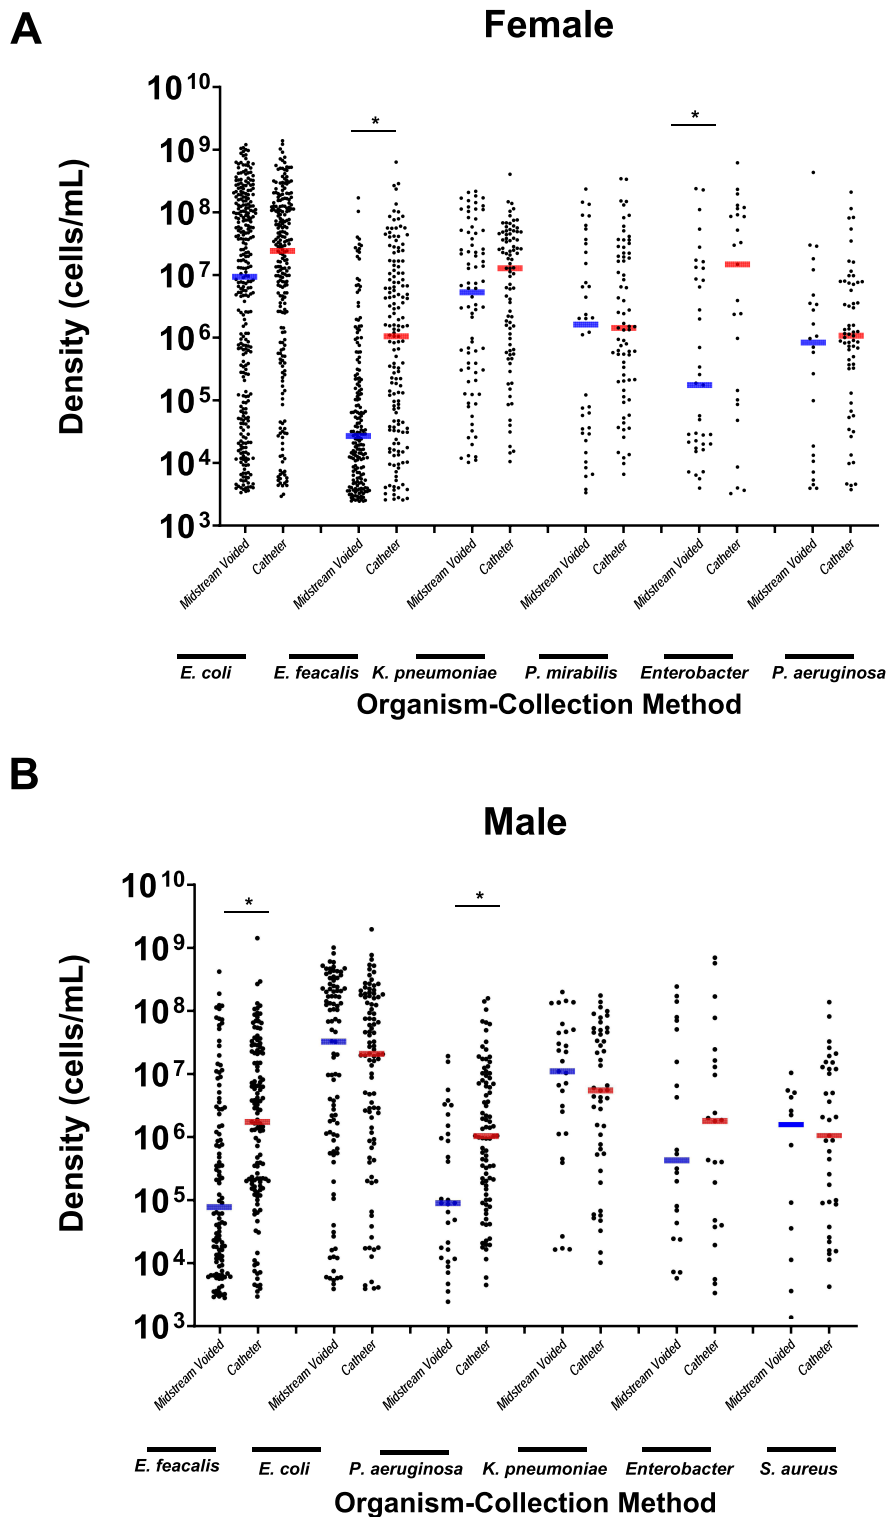 A
Female
10^10
10^9
10^8
10^7
10^6
10^5
10^4
10^3
Density (cells/mL)
*
*
Midstream Voided
Catheter
Midstream Voided
Catheter
Midstream Voided
Catheter
Midstream Voided
Catheter
Midstream Voided
Catheter
Midstream Voided
Catheter
E. coli
E. feacalis
K. pneumoniae
P. mirabilis
Enterobacter
P. aeruginosa
Organism-Collection Method
B
Male
10^10
10^9
10^8
10^7
10^6
10^5
10^4
10^3
Density (cells/mL)
*
*
Midstream Voided
Catheter
Midstream Voided
Catheter
Midstream Voided
Catheter
Midstream Voided
Catheter
Midstream Voided
Catheter
Midstream Voided
Catheter
E. feacalis
E. coli
P. aeruginosa
K. pneumoniae
Enterobacter
S. aureus
Organism-Collection Method